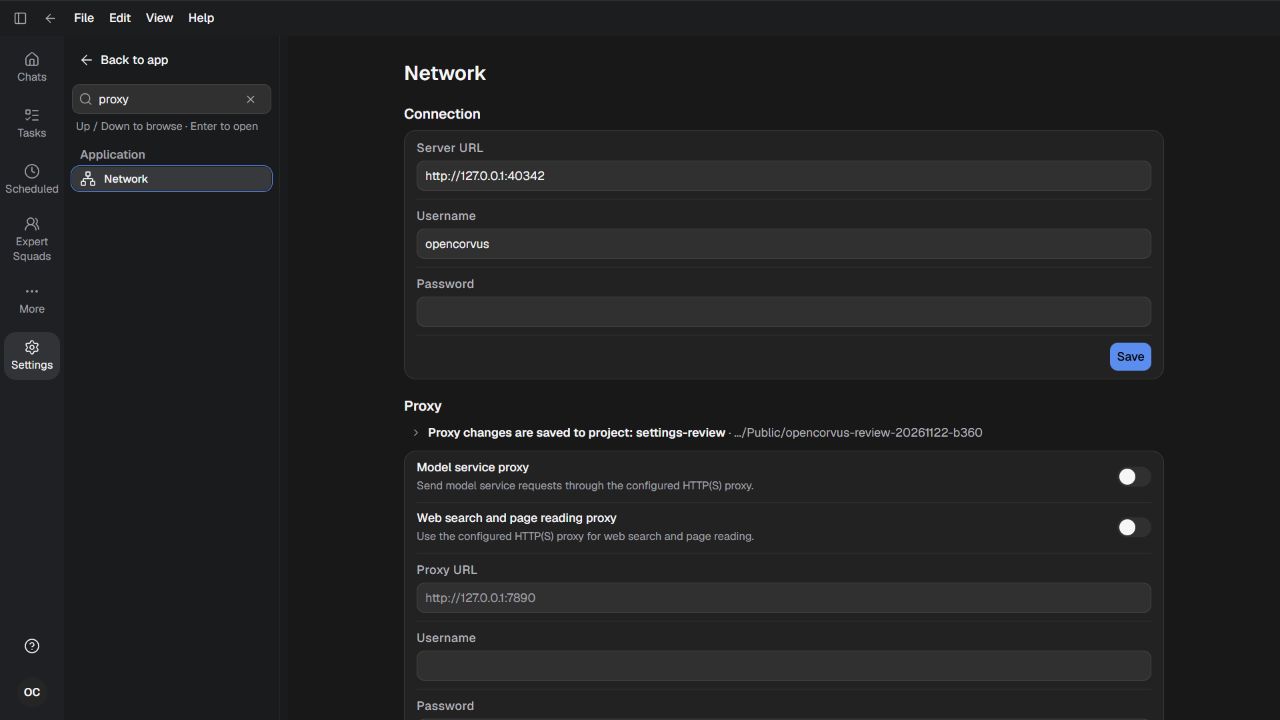 File Edit View Help
Chats
Tasks
Scheduled
Expert
Squads
More
Settings
OC
Back to app
proxy
Up / Down to browse · Enter to open
Application
Network
Network
Connection
Server URL
http://127.0.0.1:40342
Username
opencorvus
Password
Save
Proxy
Proxy changes are saved to project: settings-review · .../Public/opencorvus-review-20261122-b360
Model service proxy
Send model service requests through the configured HTTP(S) proxy.
Web search and page reading proxy
Use the configured HTTP(S) proxy for web search and page reading.
Proxy URL
http://127.0.0.1:7890
Username
Password